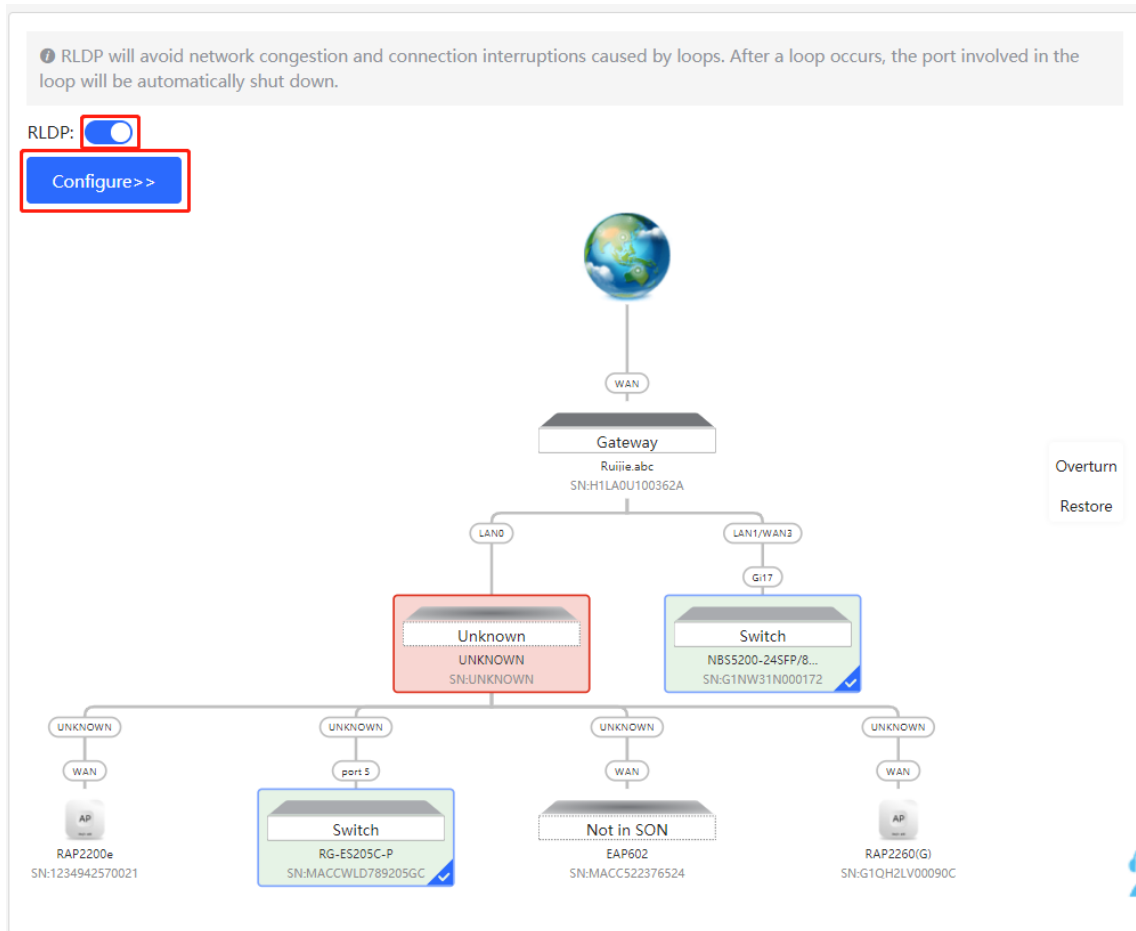 RLDP will avoid network congestion and connection interruptions caused by loops. After a loop occurs, the port involved in the
loop will be automatically shut down.
RLDP:
Configure>>
WAN
Gateway
Ruijie.abc
SN:H1LA0U100362A
Overturn
Restore
LAN0
LAN1/WAN3
Gi17
Unknown
UNKNOWN
SN:UNKNOWN
Switch
NBS5200-24SFP/8...
SN:G1NW31N000172
UNKNOWN
UNKNOWN
UNKNOWN
UNKNOWN
WAN
port 5
WAN
WAN
AP
RAP2200e
SN:1234942570021
Switch
RG-ES205C-P
SN:MACCWLD789205GC
Not in SON
EAP602
SN:MACC522376524
AP
RAP2260(G)
SN:G1QH2LV00090C